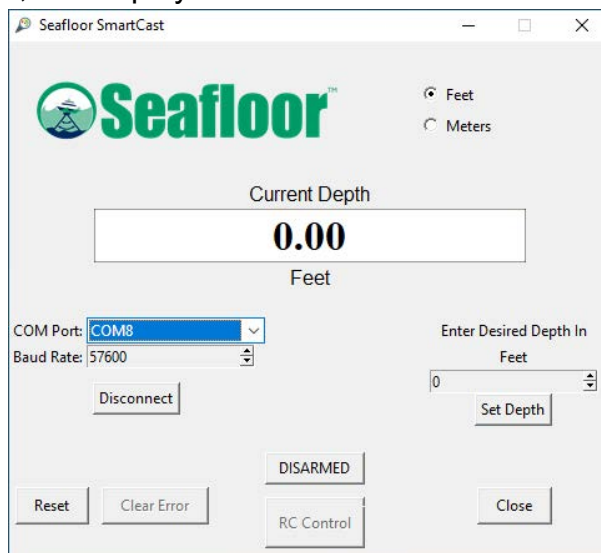 Seafloor SmartCast
Seafloor™
Feet
Meters
Current Depth
0.00
Feet
COM Port: COM8
Baud Rate: 57600
Disconnect
Enter Desired Depth In
Feet
0
Set Depth
DISARMED
Reset
Clear Error
RC Control
Close